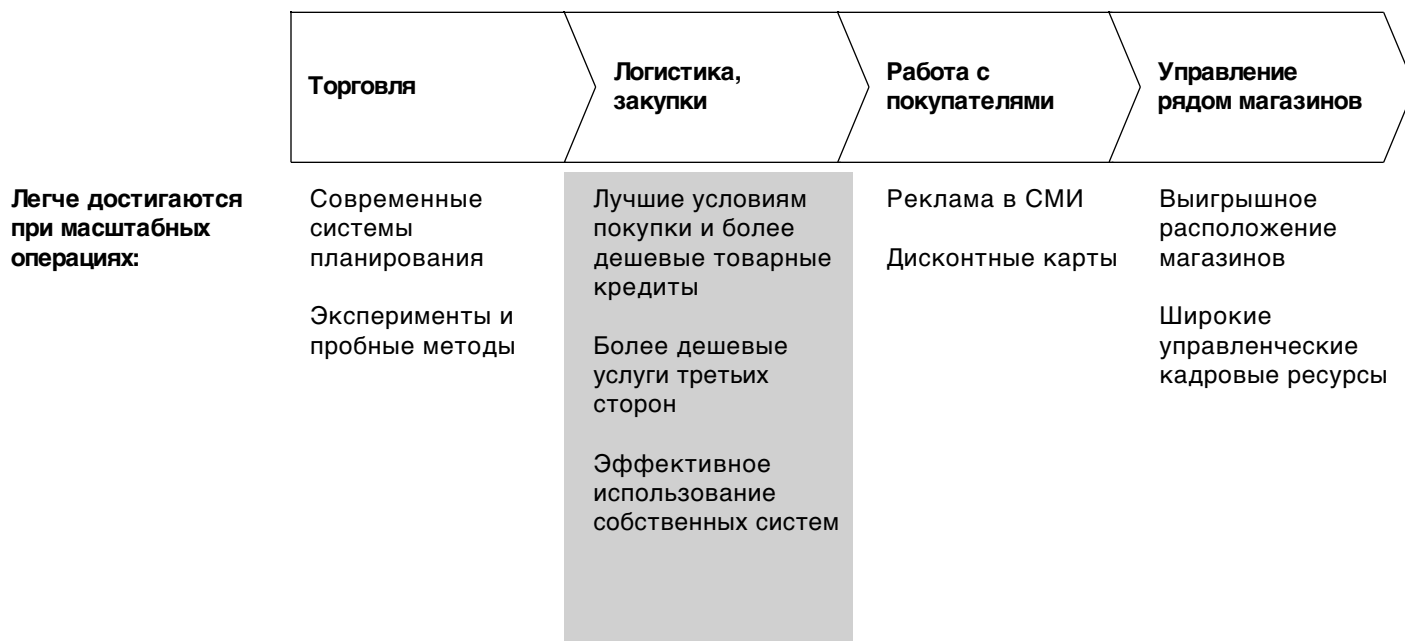 Торговля
Логистика,
закупки
Работа с
покупателями
Управление
рядом магазинов
Легче достигаются
при масштабных
операциях:
Современные
системы
планирования
Эксперименты и
пробные методы
Лучшие условиям
покупки и более
дешевые товарные
кредиты
Более дешевые
услуги третьих
сторон
Эффективное
использование
собственных систем
Реклама в СМИ
Дисконтные карты
Выигрышное
расположение
магазинов
Широкие
управленческие
кадровые ресурсы